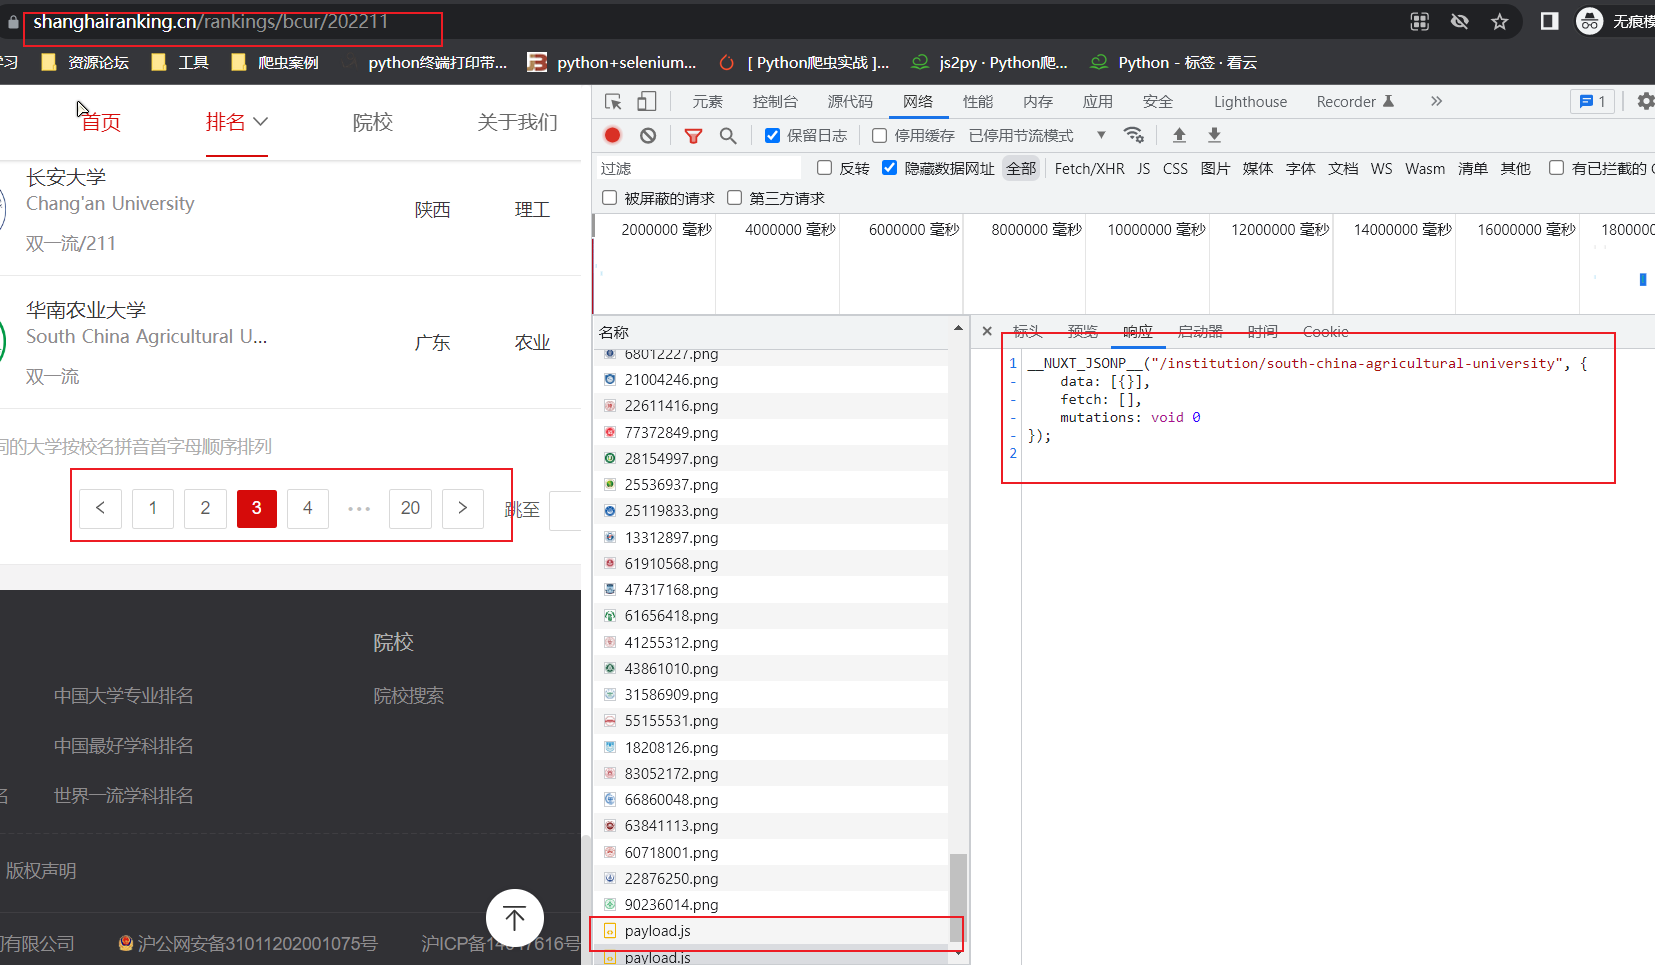 shanghairanking.cn/rankings/bcur/202211
资源论坛 工具 爬虫案例 python终端打印带... python+selenium... [ Python爬虫实战 ]... js2py · Python爬... Python - 标签 · 看云
首页 排名 院校 关于我们
长安大学
Chang'an University
双一流/211
陕西 理工
华南农业大学
South China Agricultural U...
双一流
广东 农业
同的大学按校名拼音首字母顺序排列
< 1 2 3 4 ••• 20 > 跳至
院校
中国大学专业排名 院校搜索
中国最好学科排名
名 世界一流学科排名
版权声明
有限公司 沪公网安备31011202001075号
元素 控制台 源代码 网络 性能 内存 应用 安全 Lighthouse Recorder 1
保留日志 停用缓存 已停用节流模式
过滤 反转 隐藏数据网址 全部 Fetch/XHR JS CSS 图片 媒体 字体 文档 WS Wasm 清单 其他 有已拦截的
被屏蔽的请求 第三方请求
2000000 毫秒 4000000 毫秒 6000000 毫秒 8000000 毫秒 10000000 毫秒 12000000 毫秒 14000000 毫秒 16000000 毫秒
名称
68012227.png
21004246.png
22611416.png
77372849.png
28154997.png
25536937.png
25119833.png
13312897.png
61910568.png
47317168.png
61656418.png
41255312.png
43861010.png
31586909.png
55155531.png
18208126.png
83052172.png
66860048.png
63841113.png
60718001.png
22876250.png
90236014.png
payload.js
payload.js
× 标头 预览 响应 启动器 时间 Cookie
1 __NUXT_JSONP__("/institution/south-china-agricultural-university", {
- data: [{}],
- fetch: [],
- mutations: void 0
- });
2